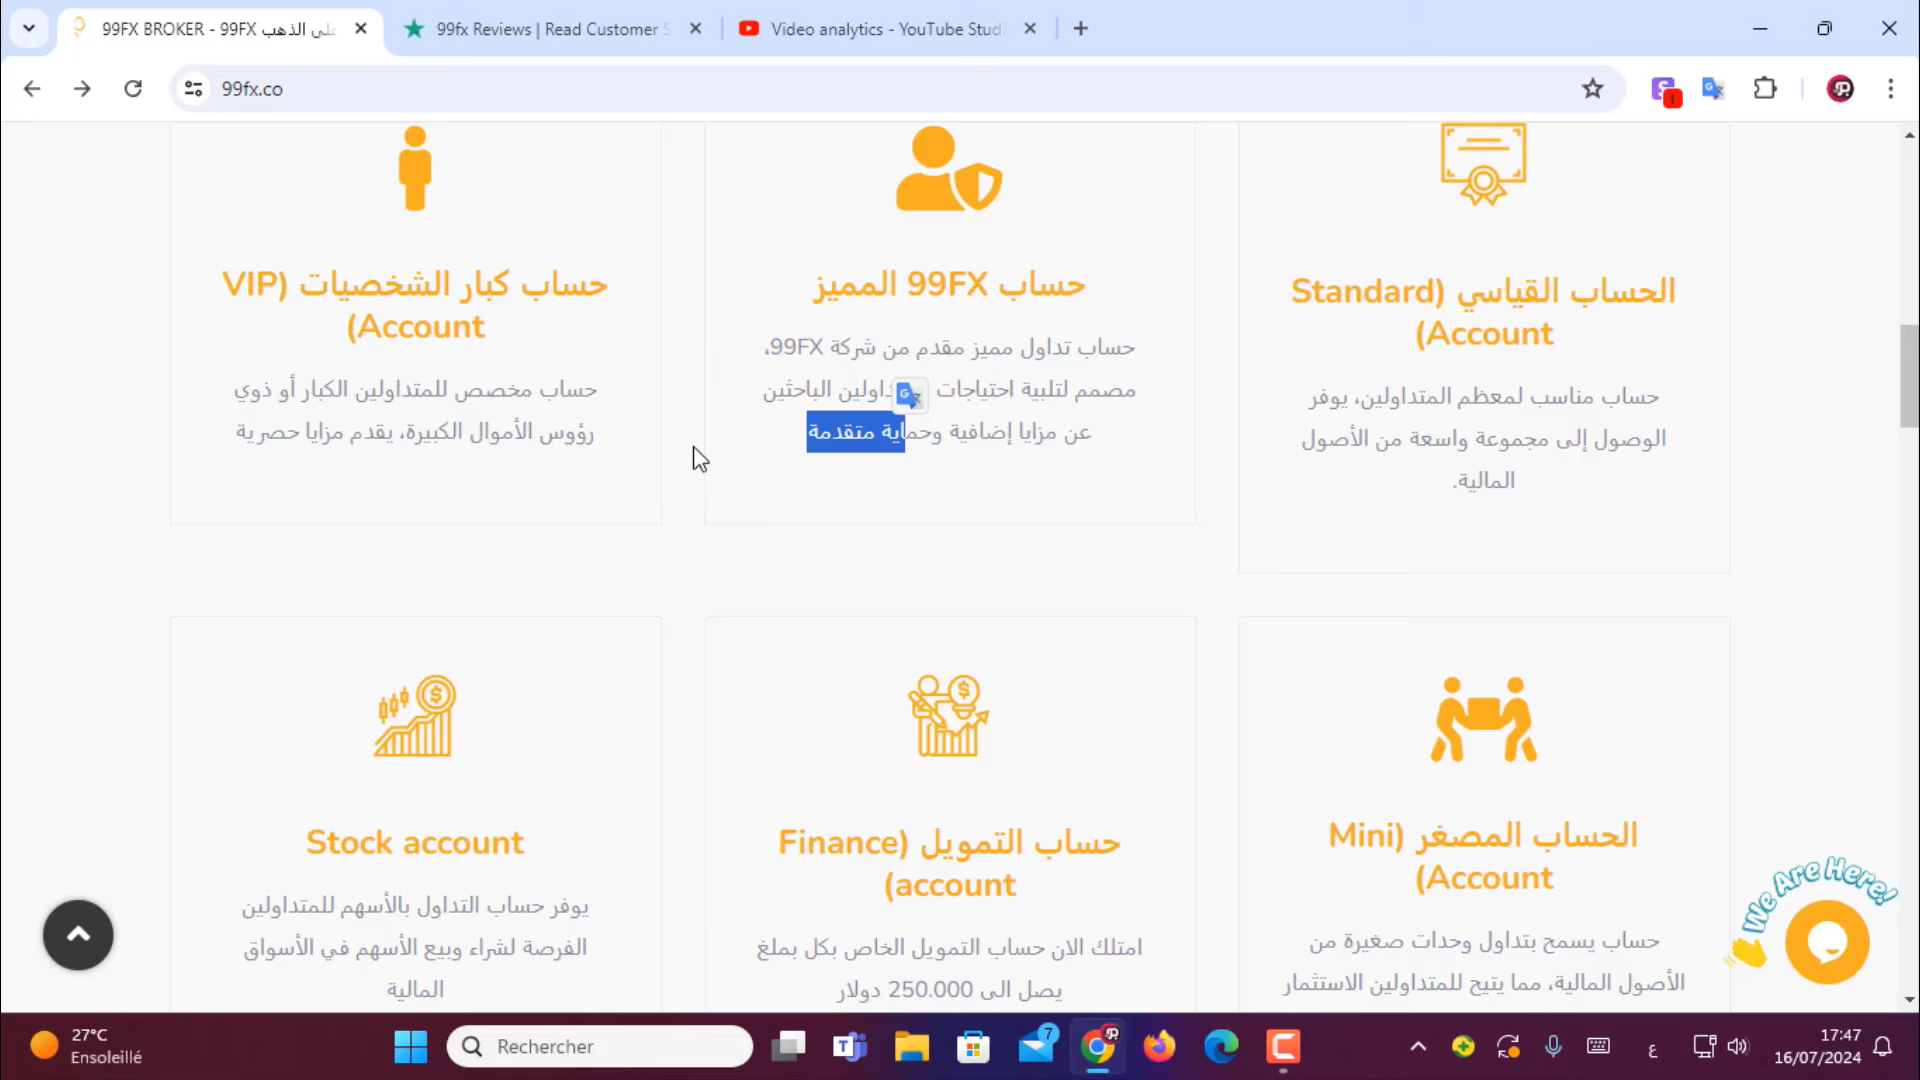 99FX BROKER - 99FX على الذهب
99fx Reviews | Read Customer S
Video analytics - YouTube Studi
99fx.co
1
الحساب القياسي (Standard
Account)
حساب مناسب لمعظم المتداولين، يوفر
الوصول إلى مجموعة واسعة من الأصول
المالية.
حساب 99FX المميز
حساب تداول مميز مقدم من شركة 99FX،
مصمم لتلبية احتياجات داولين الباحثين
عن مزايا إضافية وحماية متقدمة
حساب كبار الشخصيات (VIP
Account)
حساب مخصص للمتداولين الكبار أو ذوي
رؤوس الأموال الكبيرة، يقدم مزايا حصرية
الحساب المصغر (Mini
Account)
حساب يسمح بتداول وحدات صغيرة من
الأصول المالية، مما يتيح للمتداولين الاستثمار
حساب التمويل (Finance
account)
امتلك الان حساب التمويل الخاص بكل بملغ
يصل الى 250.000 دولار
Stock account
يوفر حساب التداول بالأسهم للمتداولين
الفرصة لشراء وبيع الأسهم في الأسواق
المالية
We Are Here!
27°C
Ensoleillé
Rechercher
7
ع
17:47
16/07/2024